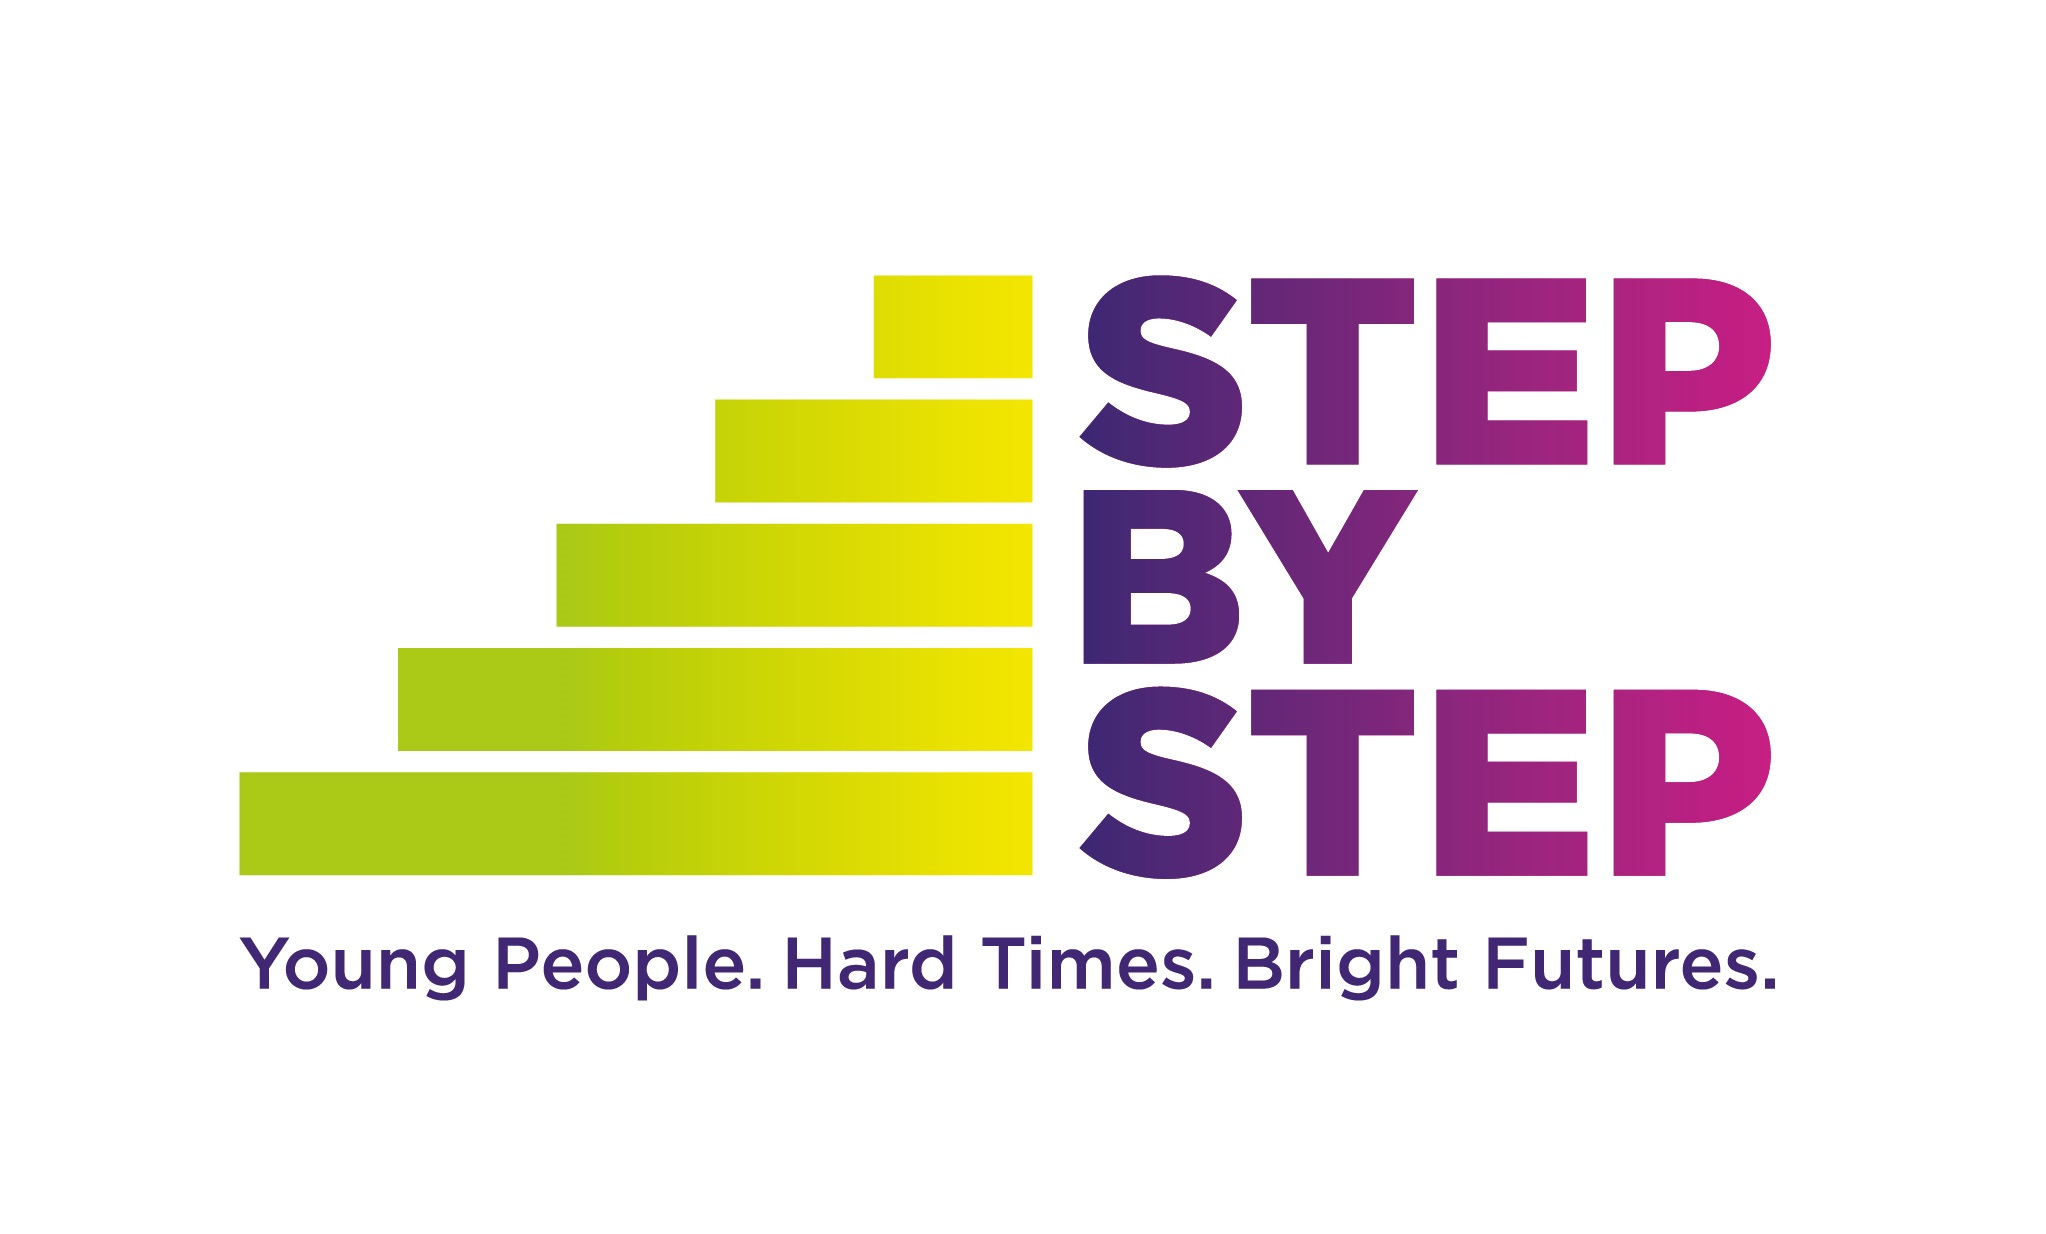 STEP
BY
STEP
Young People. Hard Times. Bright Futures.